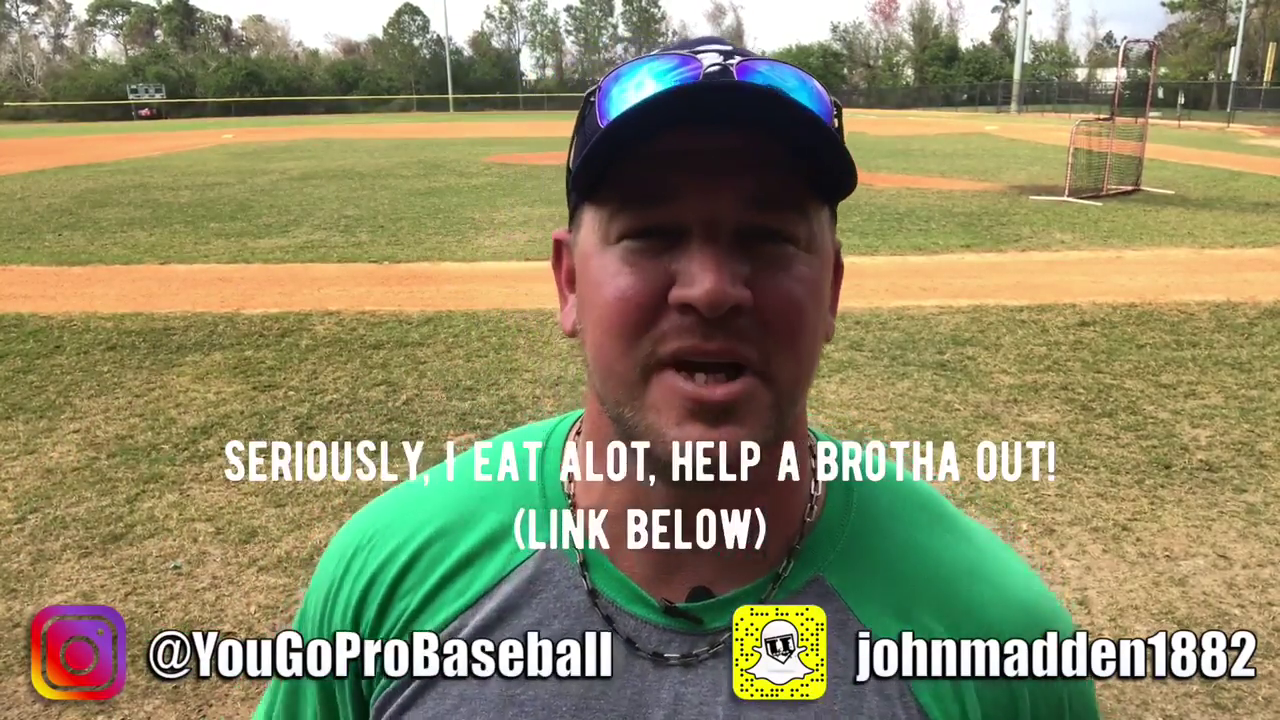 SERIOUSLY, I EAT ALOT, HELP A BROTHA OUT!
(LINK BELOW)
@YouGoProBaseball
johnmadden1882